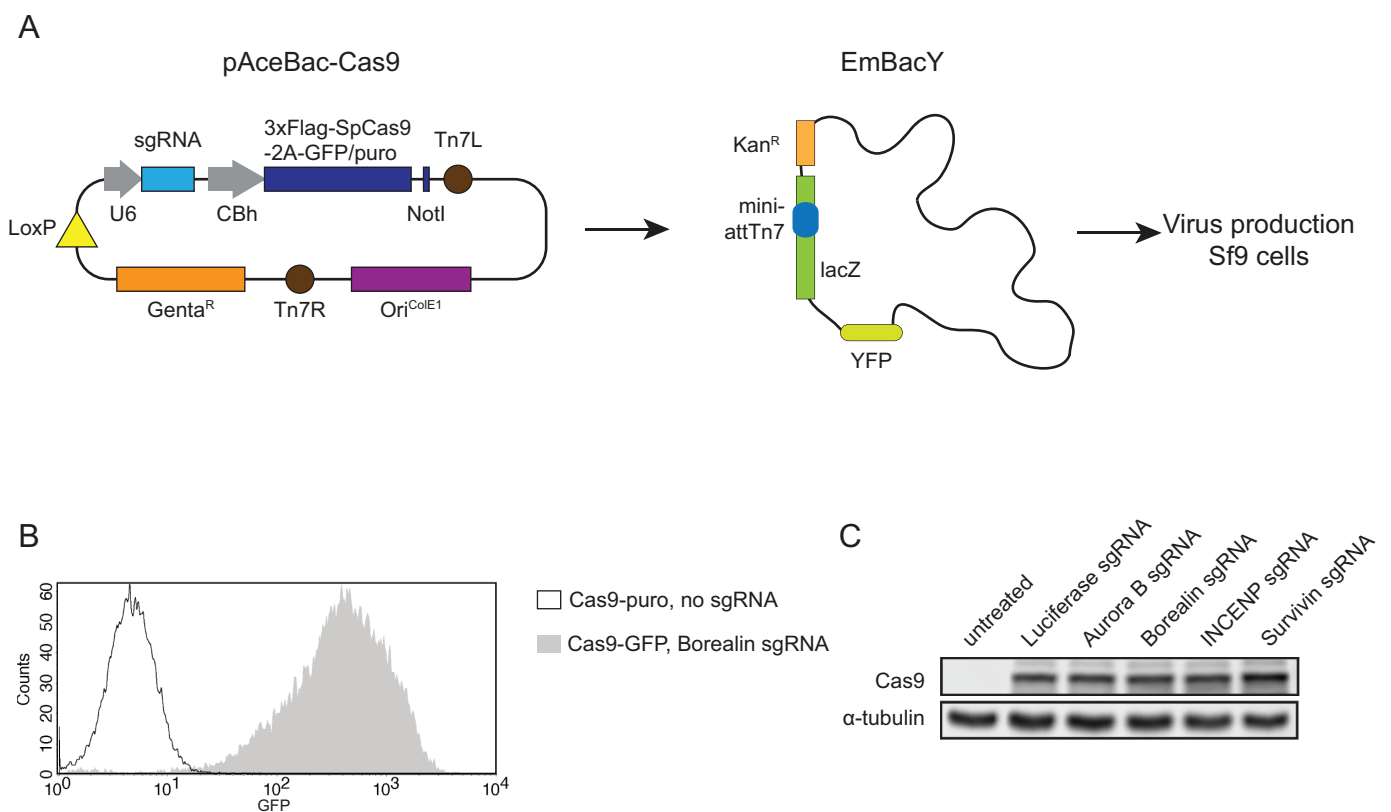 A
pAceBac-Cas9
EmBacY
sgRNA
3xFlag-SpCas9
-2A-GFP/puro
Tn7L
LoxP
U6
CBh
NotI
Genta^R
Tn7R
Ori^ColE1
Kan^R
mini-
attTn7
lacZ
YFP
Virus production
Sf9 cells
B
Counts
60
50
40
30
20
10
0
10^0
10^1
10^2
10^3
10^4
GFP
Cas9-puro, no sgRNA
Cas9-GFP, Borealin sgRNA
C
untreated
Luciferase sgRNA
Aurora B sgRNA
Borealin sgRNA
INCENP sgRNA
Survivin sgRNA
Cas9
α-tubulin